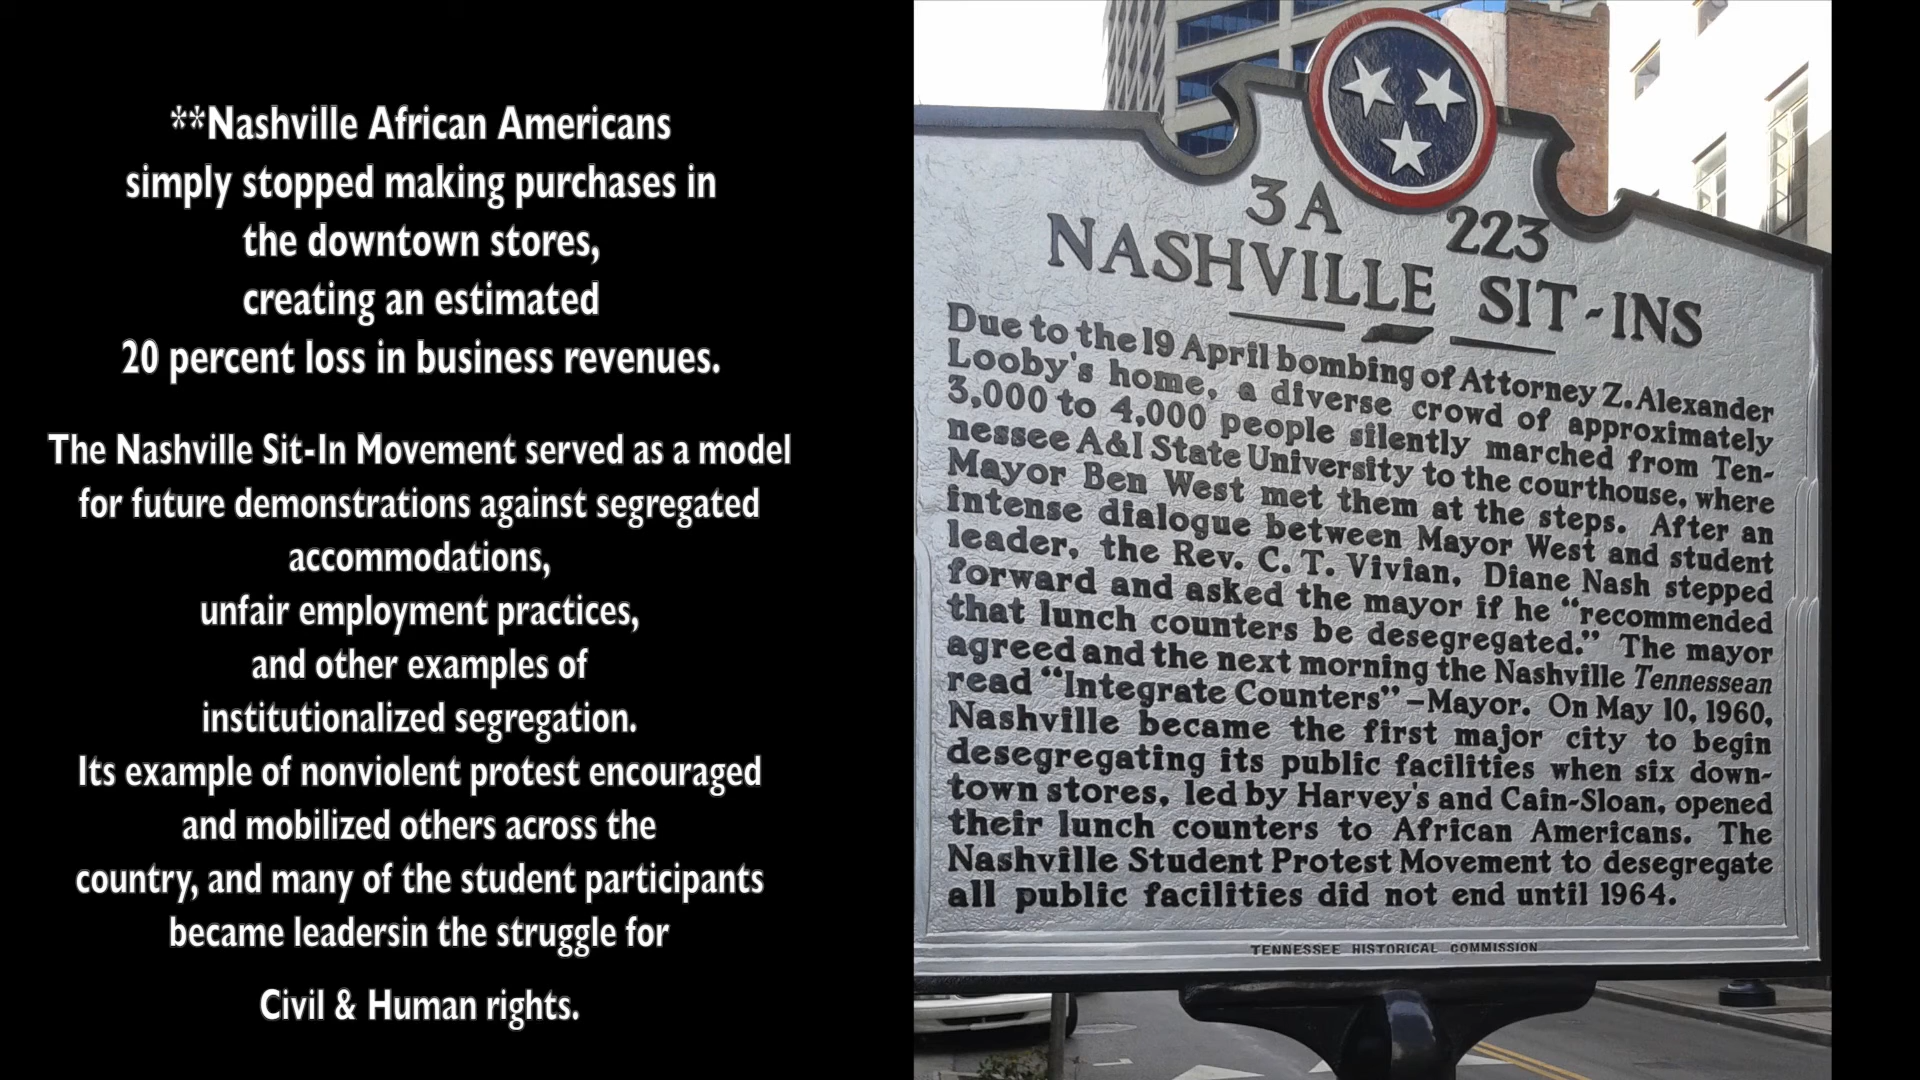 **Nashville African Americans
simply stopped making purchases in
the downtown stores,
creating an estimated
20 percent loss in business revenues.
The Nashville Sit-In Movement served as a model
for future demonstrations against segregated
accommodations,
unfair employment practices,
and other examples of
institutionalized segregation.
Its example of nonviolent protest encouraged
and mobilized others across the
country, and many of the student participants
became leadersin the struggle for
Civil & Human rights.
3A 223
NASHVILLE SIT-INS
Due to the 19 April bombing of Attorney Z. Alexander
Looby's home, a diverse crowd of approximately
3,000 to 4,000 people silently marched from Ten-
nessee A&I State University to the courthouse, where
Mayor Ben West met them at the steps. After an
intense dialogue between Mayor West and student
leader, the Rev. C. T. Vivian, Diane Nash stepped
forward and asked the mayor if he “recommended
that lunch counters be desegregated.” The mayor
agreed and the next morning the Nashville Tennessean
read “Integrate Counters” –Mayor. On May 10, 1960,
Nashville became the first major city to begin
desegregating its public facilities when six down-
town stores, led by Harvey's and Cain-Sloan, opened
their lunch counters to African Americans. The
Nashville Student Protest Movement to desegregate
all public facilities did not end until 1964.
TENNESSEE HISTORICAL COMMISSION